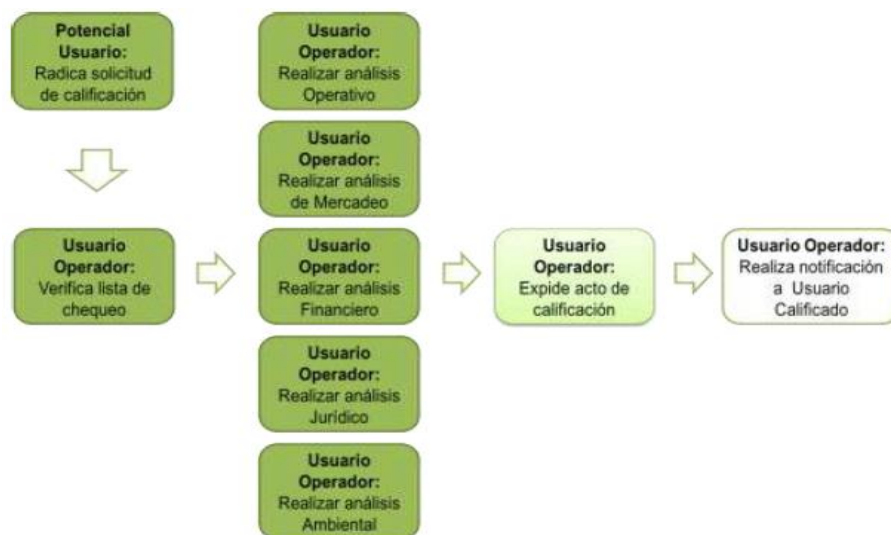 Potencial
Usuario:
Radica solicitud
de calificación
Usuario
Operador:
Verifica lista de
chequeo
Usuario
Operador:
Realizar análisis
Operativo
Usuario
Operador:
Realizar análisis
de Mercadeo
Usuario
Operador:
Realizar análisis
Financiero
Usuario
Operador:
Realizar análisis
Jurídico
Usuario
Operador:
Realizar análisis
Ambiental
Usuario
Operador:
Expide acto de
calificación
Usuario Operador:
Realiza notificación
a Usuario
Calificado